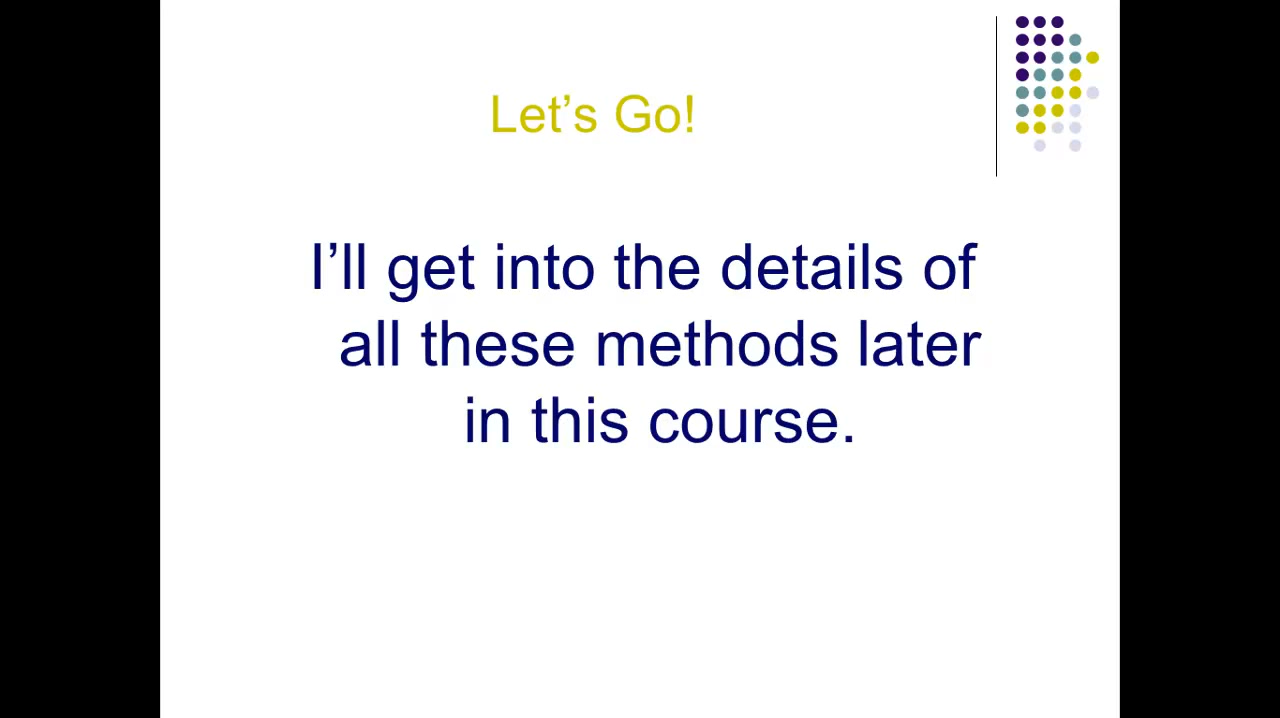 Let’s Go!
I’ll get into the details of
all these methods later
in this course.